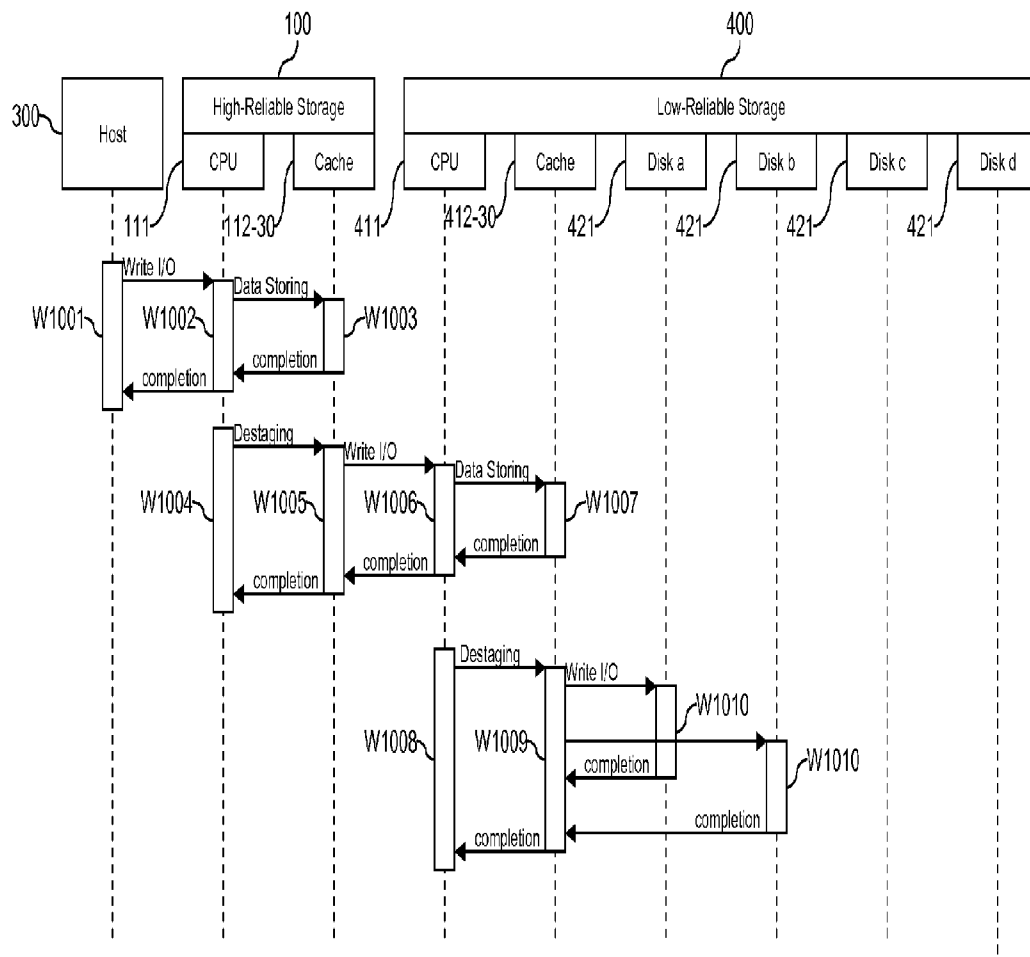 100
400
300
Host
High-Reliable Storage
Low-Reliable Storage
CPU
Cache
CPU
Cache
Disk a
Disk b
Disk c
Disk d
111
112-30
411
412-30
421
421
421
421
Write I/O
Data Storing
W1001
W1002
W1003
completion
completion
Destaging
Write I/O
Data Storing
W1004
W1005
W1006
W1007
completion
completion
completion
Destaging
Write I/O
W1010
W1008
W1009
W1010
completion
completion
completion